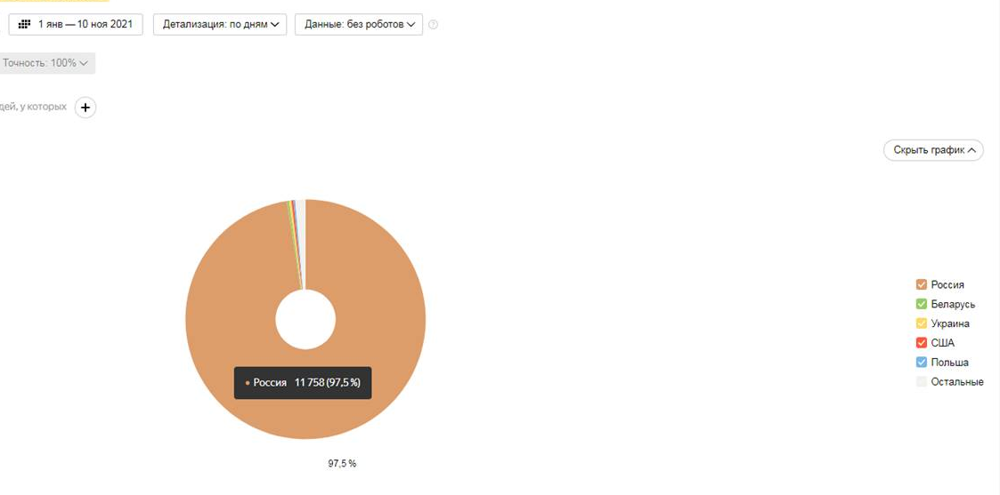 1 янв — 10 ноя 2021 Детализация: по дням Данные: без роботов ?
Точность: 100%
у которых +
Скрыть график
Россия
Беларусь
Украина
США
Польша
Остальные
Россия 11 758 (97,5 %)
97,5 %